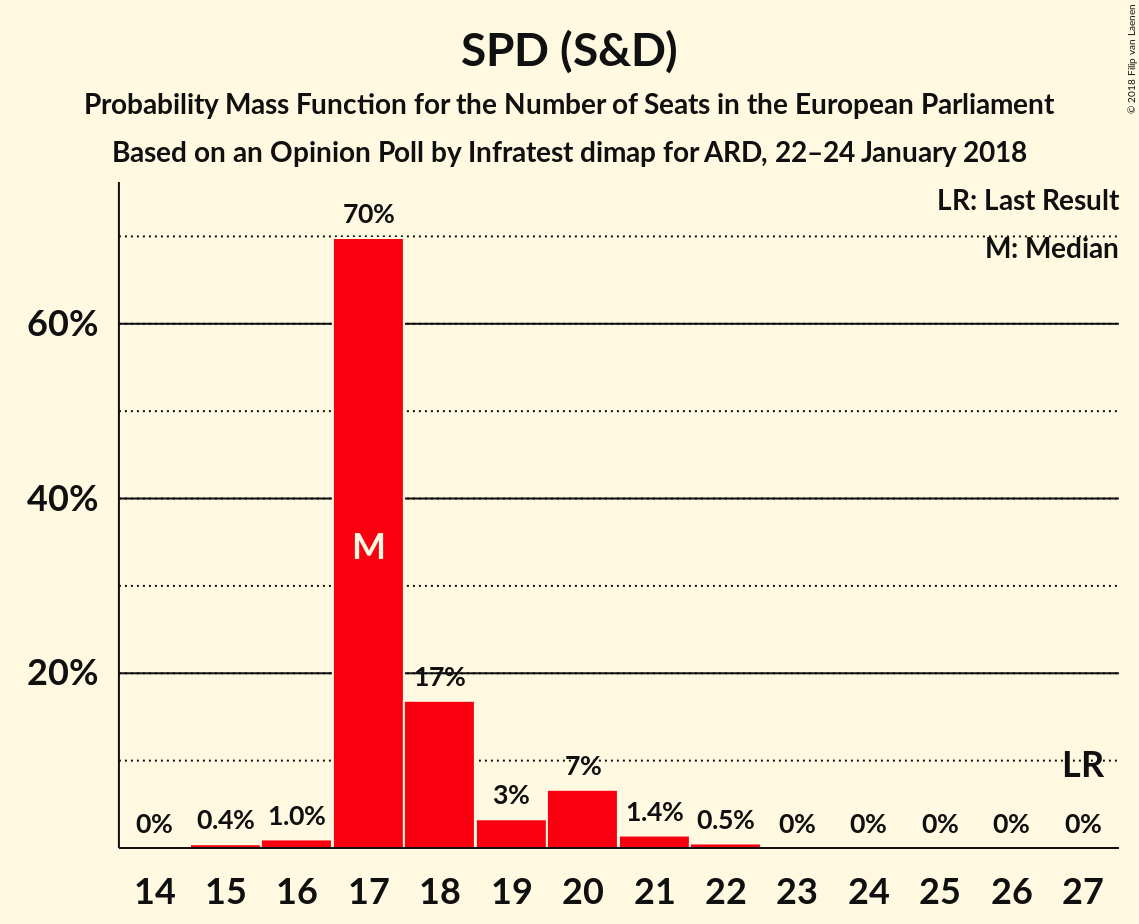 SPD (S&D)
Probability Mass Function for the Number of Seats in the European Parliament
Based on an Opinion Poll by Infratest dimap for ARD, 22–24 January 2018
© 2018 Filip van Laenen
LR: Last Result
M: Median
60%
40%
20%
0%
0.4%
1.0%
70%
M
17%
3%
7%
1.4%
0.5%
0%
0%
0%
0%
0%
LR
14 15 16 17 18 19 20 21 22 23 24 25 26 27